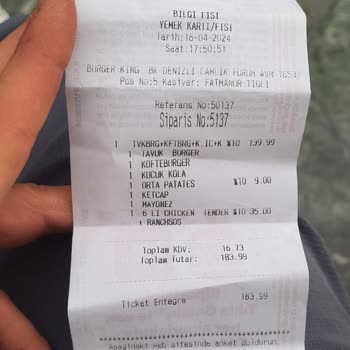 BILGI FISI
YEMEK KARTI/FISI
Tarih:16-04-2024
Saat:17:50:51
BURGER KING BK DENIZLI CAMLIK FORUM AVM 16531
Pos No:5 Kasiyer: FATMANUR TIGLI
Referans No:50137
Siparis No:5137
1 TVKBRG+KFTBRG+K.IC+K %10 139.99
1 TAVUK BURGER
1 KOFTEBURGER
1 KUCUK KOLA
1 ORTA PATATES %10 9.00
1 KETCAP
1 MAYONEZ
1 6 LI CHICKEN TENDER %10 35.00
+ RANCHSOS
Toplam KDV: 16.73
Toplam Tutar: 183.99
Ticket Entegre 183.99
Asagidaki web sitesinde anket doldurun.